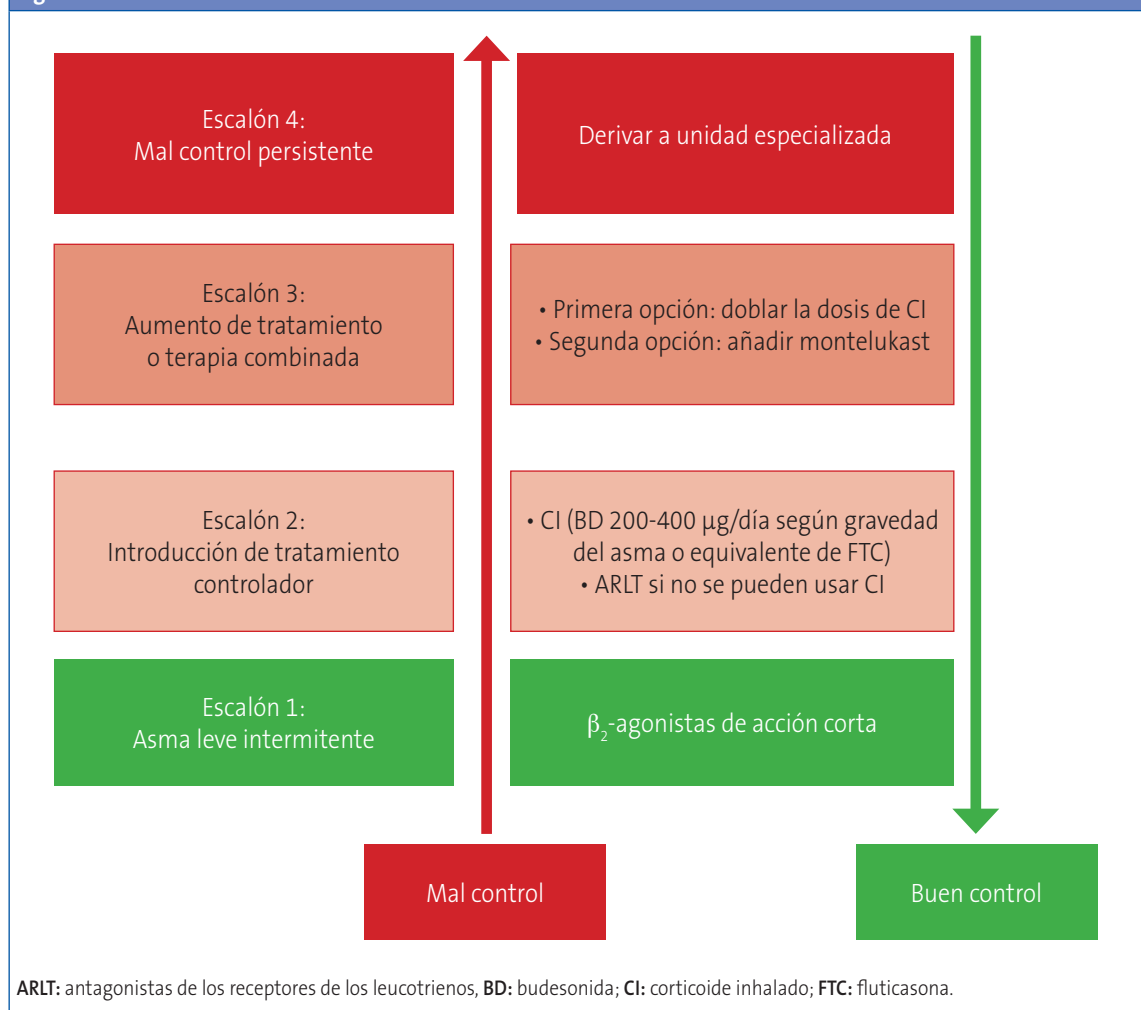 Escalón 4:
Mal control persistente
Derivar a unidad especializada
Escalón 3:
Aumento de tratamiento
o terapia combinada
• Primera opción: doblar la dosis de CI
• Segunda opción: añadir montelukast
Escalón 2:
Introducción de tratamiento
controlador
• CI (BD 200-400 µg/día según gravedad
del asma o equivalente de FTC)
• ARLT si no se pueden usar CI
Escalón 1:
Asma leve intermitente
β₂-agonistas de acción corta
Mal control
Buen control
ARLT: antagonistas de los receptores de los leucotrienos, BD: budesonida; CI: corticoide inhalado; FTC: fluticasona.